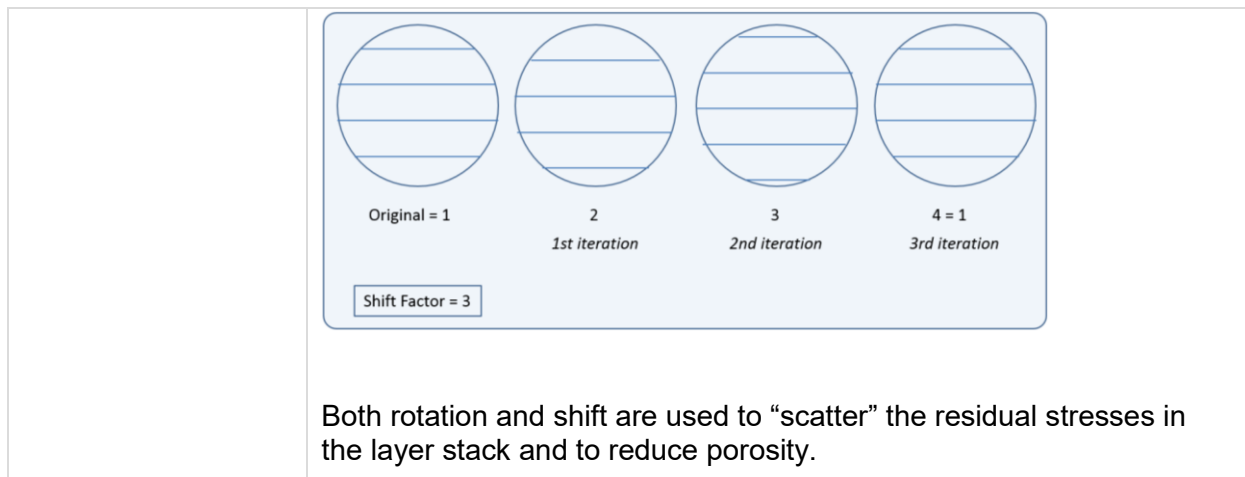 Original = 1
2
3
4 = 1
1st iteration
2nd iteration
3rd iteration
Shift Factor = 3
Both rotation and shift are used to “scatter” the residual stresses in
the layer stack and to reduce porosity.